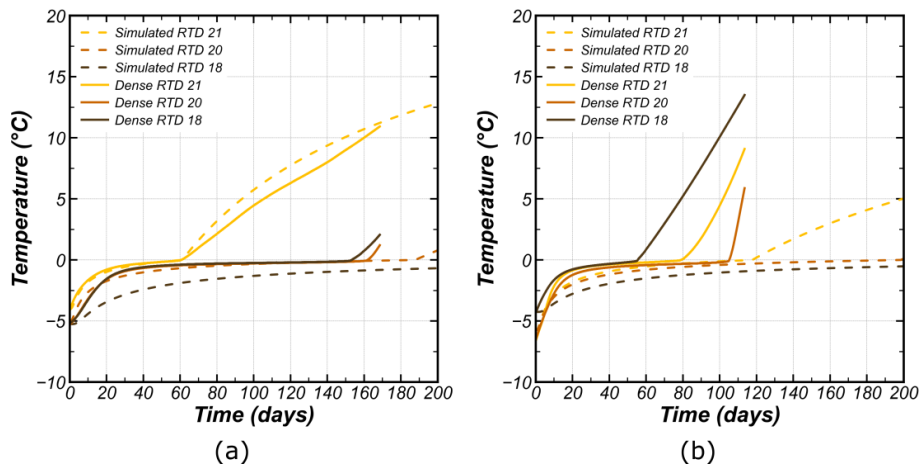 20
15
10
5
0
−5
−10
Temperature (°C)
Simulated RTD 21
Simulated RTD 20
Simulated RTD 18
Dense RTD 21
Dense RTD 20
Dense RTD 18
0 20 40 60 80 100 120 140 160 180 200
Time (days)
(a)
20
15
10
5
0
−5
−10
Temperature (°C)
Simulated RTD 21
Simulated RTD 20
Simulated RTD 18
Dense RTD 21
Dense RTD 20
Dense RTD 18
0 20 40 60 80 100 120 140 160 180 200
Time (days)
(b)